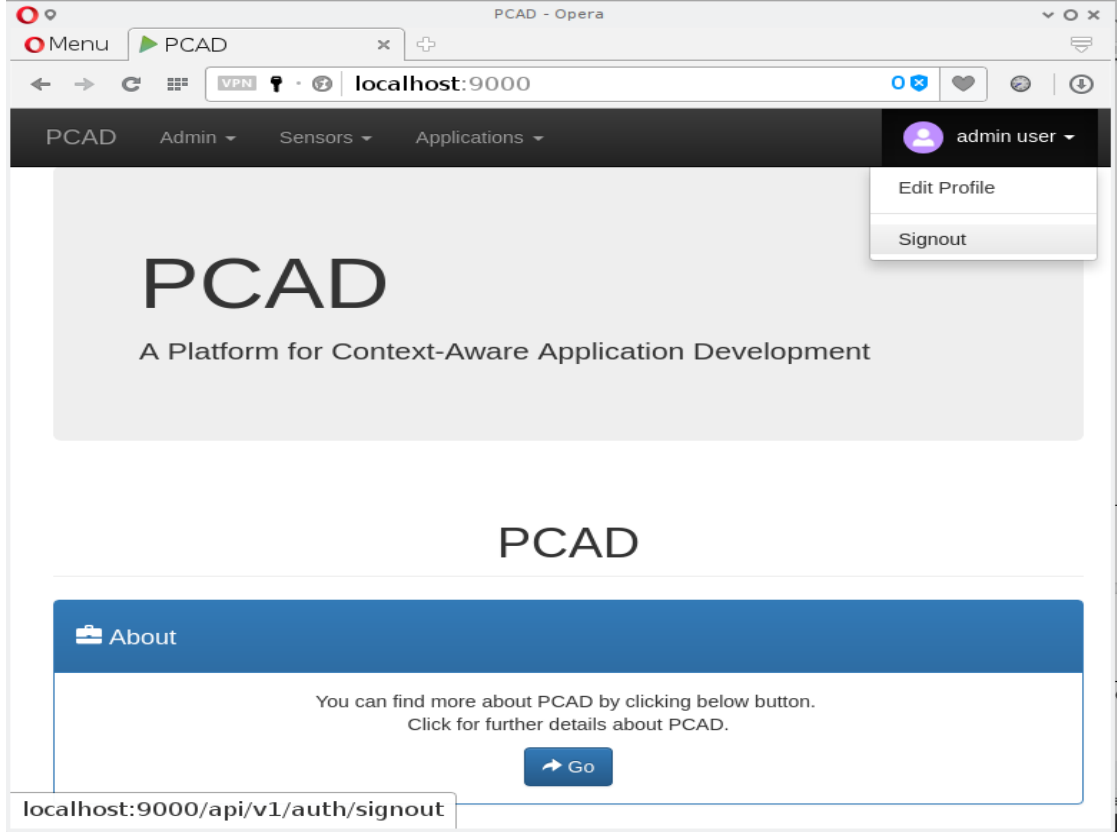 PCAD - Opera
Menu
PCAD
VPN
localhost:9000
0
PCAD Admin Sensors Applications admin user
Edit Profile
Signout
PCAD
A Platform for Context-Aware Application Development
PCAD
About
You can find more about PCAD by clicking below button.
Click for further details about PCAD.
Go
localhost:9000/api/v1/auth/signout